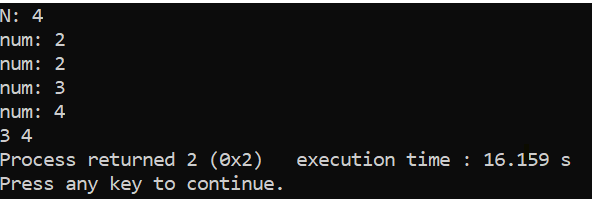 N: 4
num: 2
num: 2
num: 3
num: 4
3 4
Process returned 2 (0x2)   execution time : 16.159 s
Press any key to continue.